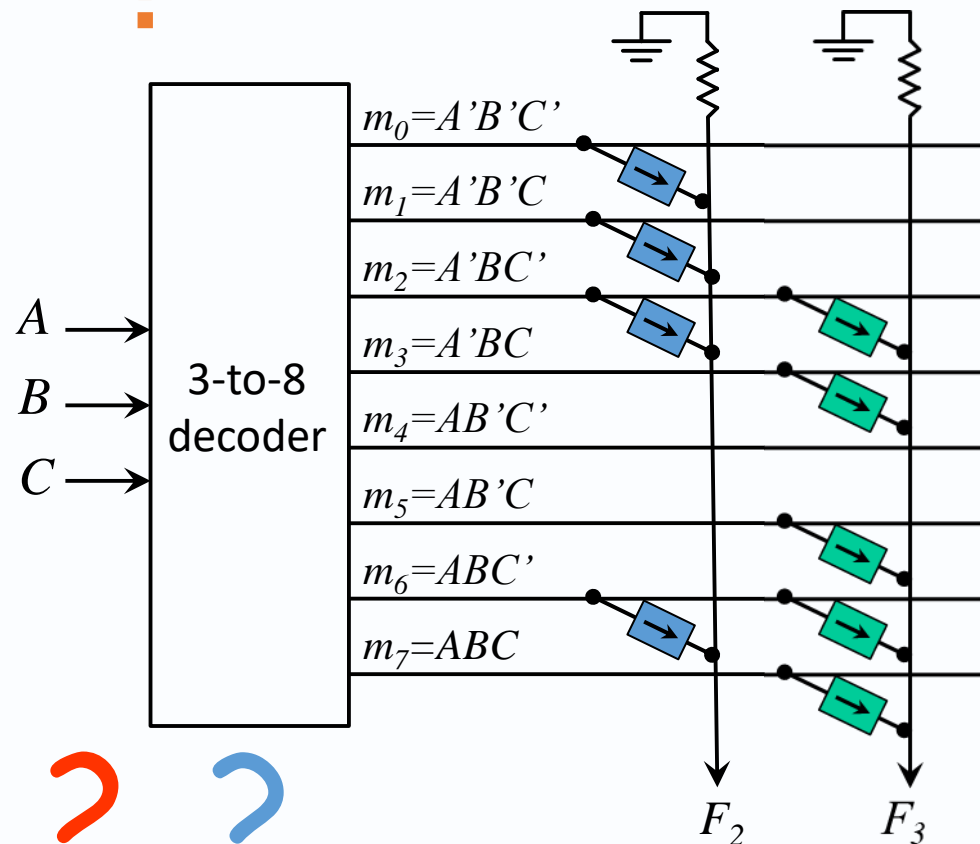 m₀=A’B’C’
m₁=A’B’C
m₂=A’BC’
A
m₃=A’BC
3-to-8
decoder
B
m₄=AB’C’
C
m₅=AB’C
m₆=ABC’
m₇=ABC
F₂
F₃